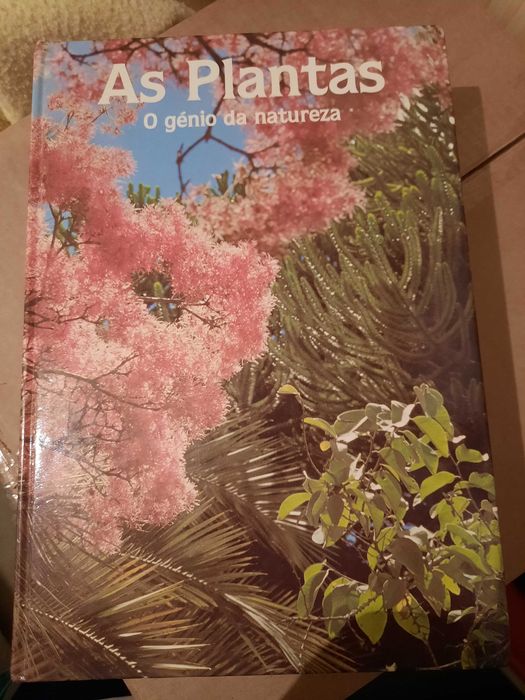 As Plantas
O génio da natureza